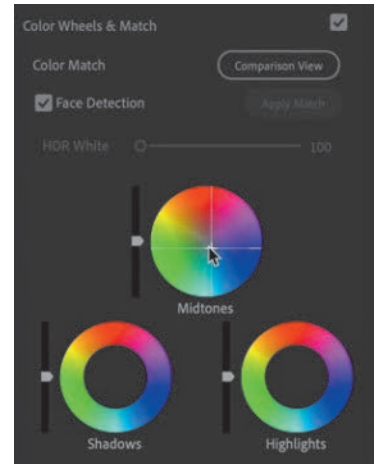 Color Wheels & Match
Color Match
Comparison View
Face Detection
Apply Match
HDR White
100
Midtones
Shadows
Highlights